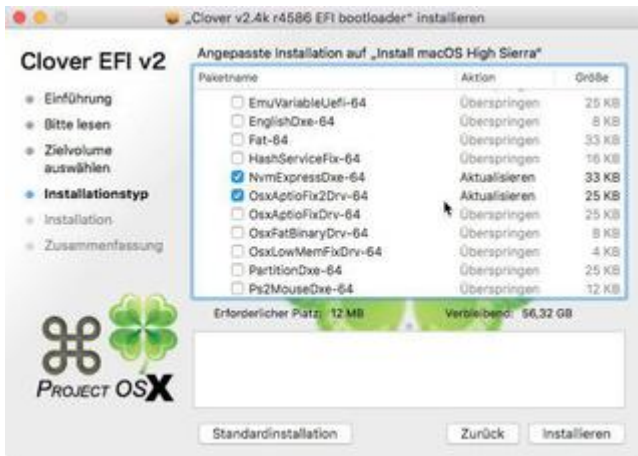 „Clover v2.4k r4586 EFI bootloader“ installieren
Clover EFI v2
Einführung
Bitte lesen
Zielvolume
auswählen
Installationstyp
Installation
Zusammenfassung
PROJECT OSX
Angepasste Installation auf „Install macOS High Sierra“
Paketname Aktion Größe
EmuVariableUefi-64 Überspringen 25 KB
EnglishDxe-64 Überspringen 8 KB
Fat-64 Überspringen 33 KB
HashServiceFix-64 Überspringen 16 KB
NvmExpressDxe-64 Aktualisieren 33 KB
OsxAptioFix2Drv-64 Aktualisieren 25 KB
OsxAptioFixDrv-64 Überspringen 25 KB
OsxFatBinaryDrv-64 Überspringen 8 KB
OsxLowMemFixDrv-64 Überspringen 4 KB
PartitionDxe-64 Überspringen 25 KB
Ps2MouseDxe-64 Überspringen 12 KB
Erforderlicher Platz: 12 MB Verbleibend: 56,32 GB
Standardinstallation Zurück Installieren